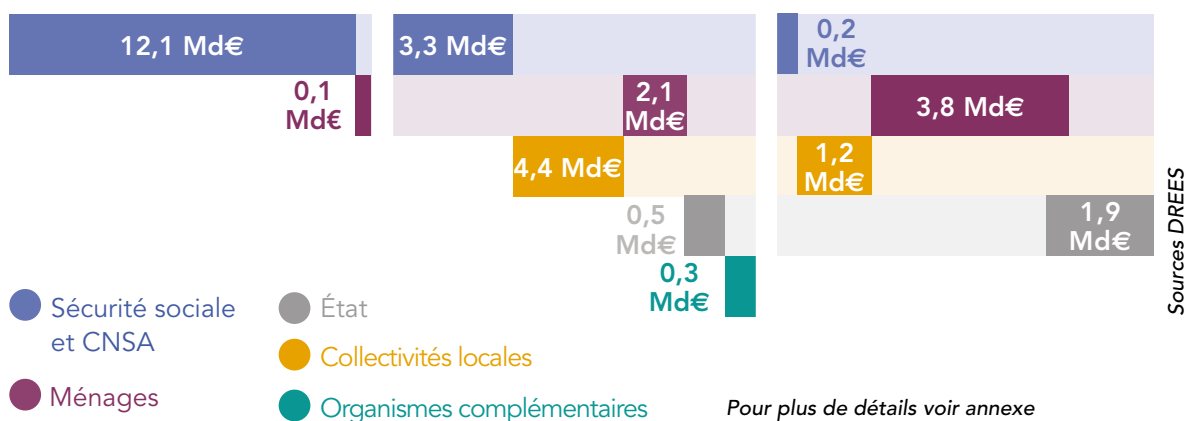 12,1 Md€
0,1
Md€
3,3 Md€
2,1
Md€
4,4 Md€
0,5
Md€
0,3
Md€
0,2
Md€
3,8 Md€
1,2
Md€
1,9
Md€
Sources DREES
Sécurité sociale
et CNSA
Ménages
État
Collectivités locales
Organismes complémentaires
Pour plus de détails voir annexe